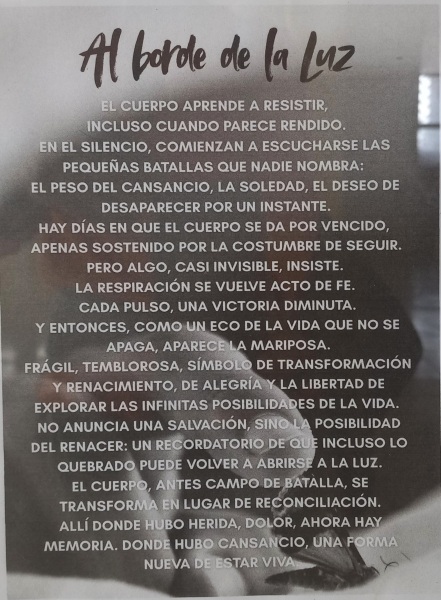 Al borde de la Luz
EL CUERPO APRENDE A RESISTIR,
INCLUSO CUANDO PARECE RENDIDO.
EN EL SILENCIO, COMIENZAN A ESCUCHARSE LAS
PEQUEÑAS BATALLAS QUE NADIE NOMBRA:
EL PESO DEL CANSANCIO, LA SOLEDAD, EL DESEO DE
DESAPARECER POR UN INSTANTE.
HAY DÍAS EN QUE EL CUERPO SE DA POR VENCIDO,
APENAS SOSTENIDO POR LA COSTUMBRE DE SEGUIR.
PERO ALGO, CASI INVISIBLE, INSISTE.
LA RESPIRACIÓN SE VUELVE ACTO DE FE.
CADA PULSO, UNA VICTORIA DIMINUTA.
Y ENTONCES, COMO UN ECO DE LA VIDA QUE NO SE
APAGA, APARECE LA MARIPOSA.
FRÁGIL, TEMBLOROSA, SÍMBOLO DE TRANSFORMACIÓN
Y RENACIMIENTO, DE ALEGRÍA Y LA LIBERTAD DE
EXPLORAR LAS INFINITAS POSIBILIDADES DE LA VIDA.
NO ANUNCIA UNA SALVACIÓN, SINO LA POSIBILIDAD
DEL RENACER: UN RECORDATORIO DE QUE INCLUSO LO
QUEBRADO PUEDE VOLVER A ABRIRSE A LA LUZ.
EL CUERPO, ANTES CAMPO DE BATALLA, SE
TRANSFORMA EN LUGAR DE RECONCILIACIÓN.
ALLÍ DONDE HUBO HERIDA, DOLOR, AHORA HAY
MEMORIA. DONDE HUBO CANSANCIO, UNA FORMA
NUEVA DE ESTAR VIVA